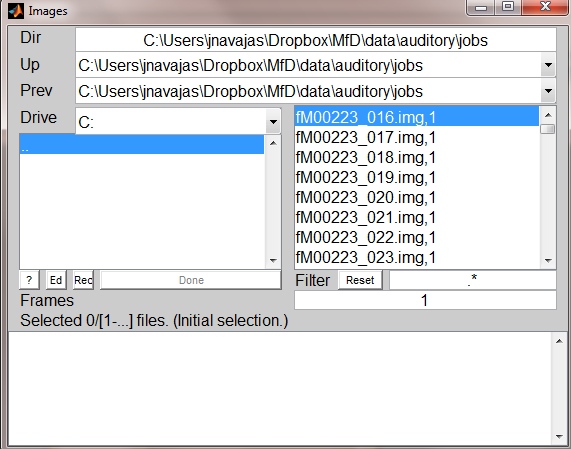 Images
Dir C:\Users\jnavajas\Dropbox\MfD\data\auditory\jobs
Up C:\Users\jnavajas\Dropbox\MfD\data\auditory\jobs
Prev C:\Users\jnavajas\Dropbox\MfD\data\auditory\jobs
Drive C:
..
fM00223_016.img,1
fM00223_017.img,1
fM00223_018.img,1
fM00223_019.img,1
fM00223_020.img,1
fM00223_021.img,1
fM00223_022.img,1
fM00223_023.img,1
? Ed Rec Done
Filter Reset .*
Frames 1
Selected 0/[1-...] files. (Initial selection.)